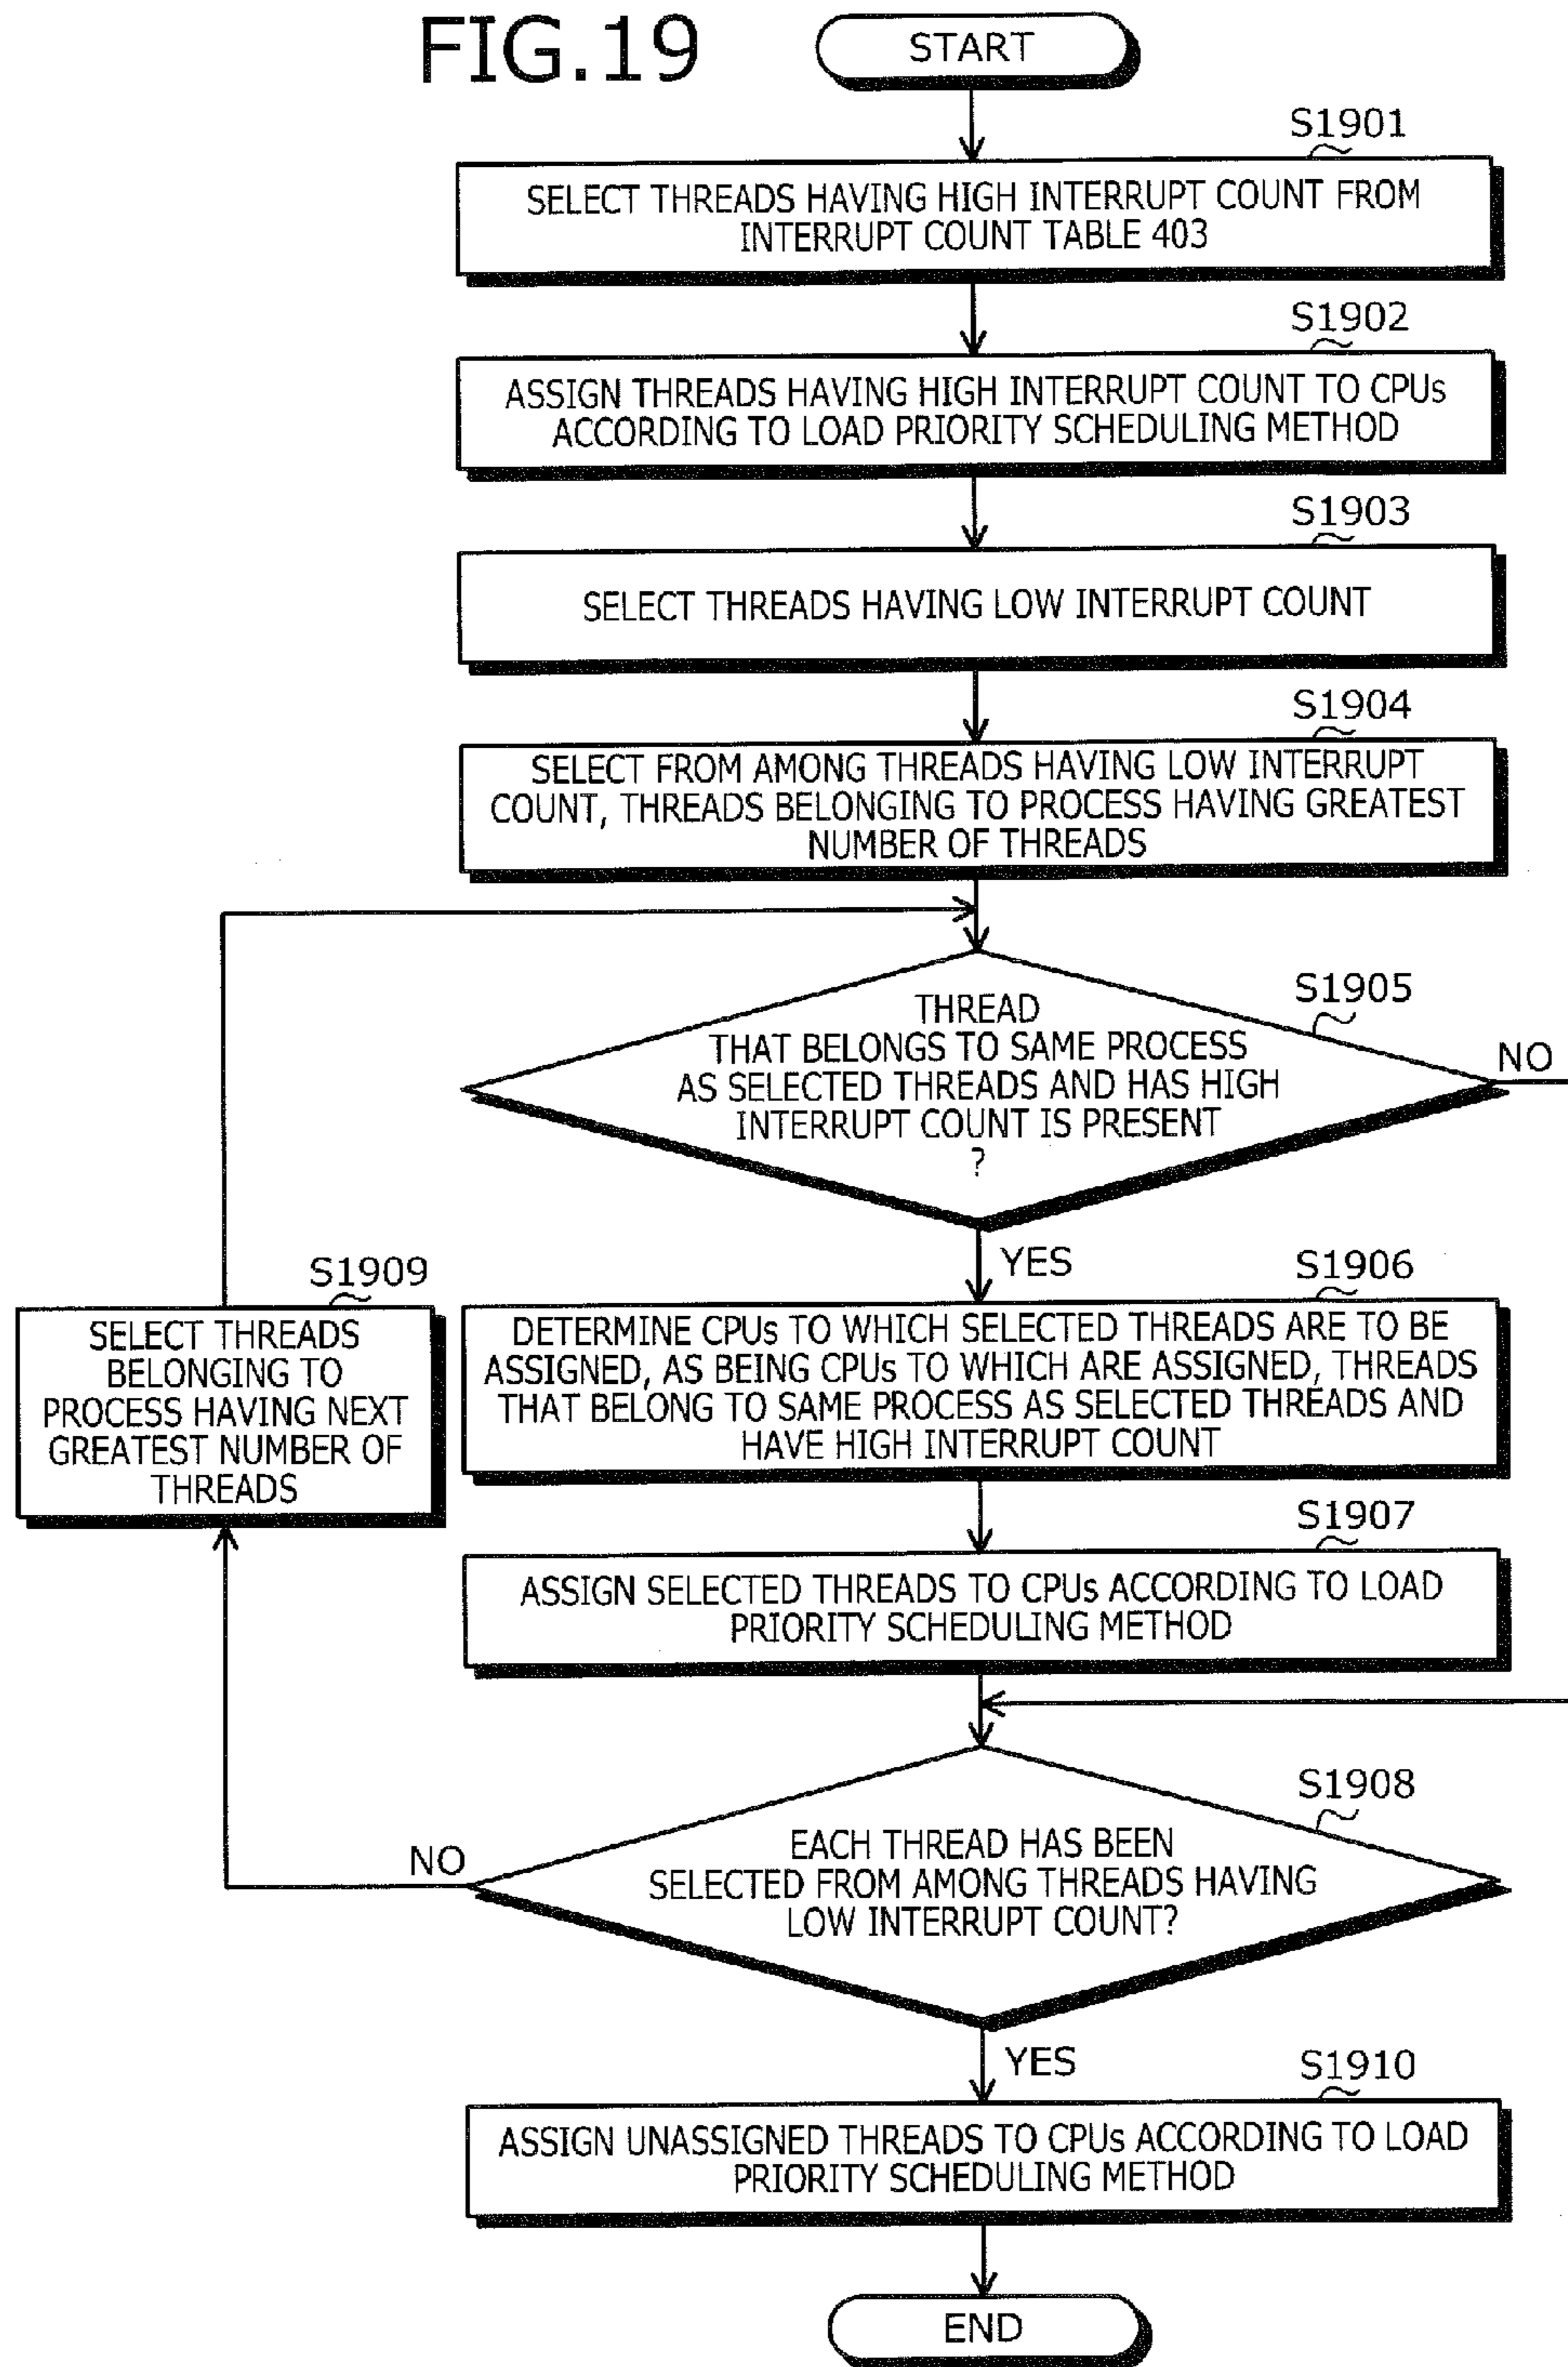 FIG.19
START
S1901
SELECT THREADS HAVING HIGH INTERRUPT COUNT FROM
INTERRUPT COUNT TABLE 403
S1902
ASSIGN THREADS HAVING HIGH INTERRUPT COUNT TO CPUs
ACCORDING TO LOAD PRIORITY SCHEDULING METHOD
S1903
SELECT THREADS HAVING LOW INTERRUPT COUNT
S1904
SELECT FROM AMONG THREADS HAVING LOW INTERRUPT
COUNT, THREADS BELONGING TO PROCESS HAVING GREATEST
NUMBER OF THREADS
S1905
THREAD
THAT BELONGS TO SAME PROCESS
AS SELECTED THREADS AND HAS HIGH
INTERRUPT COUNT IS PRESENT
?
NO
YES
S1906
DETERMINE CPUs TO WHICH SELECTED THREADS ARE TO BE
ASSIGNED, AS BEING CPUs TO WHICH ARE ASSIGNED, THREADS
THAT BELONG TO SAME PROCESS AS SELECTED THREADS AND
HAVE HIGH INTERRUPT COUNT
S1909
SELECT THREADS
BELONGING TO
PROCESS HAVING NEXT
GREATEST NUMBER OF
THREADS
S1907
ASSIGN SELECTED THREADS TO CPUs ACCORDING TO LOAD
PRIORITY SCHEDULING METHOD
S1908
EACH THREAD HAS BEEN
SELECTED FROM AMONG THREADS HAVING
LOW INTERRUPT COUNT?
NO
YES
S1910
ASSIGN UNASSIGNED THREADS TO CPUs ACCORDING TO LOAD
PRIORITY SCHEDULING METHOD
END